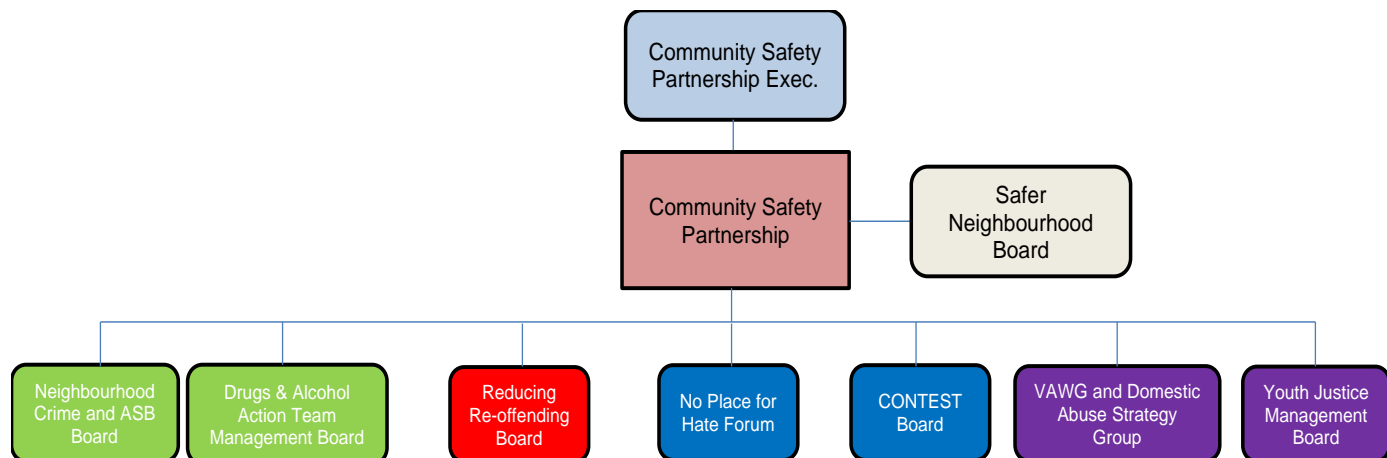 Community Safety
Partnership Exec.
Community Safety
Partnership
Safer
Neighbourhood
Board
Neighbourhood
Crime and ASB
Board
Drugs & Alcohol
Action Team
Management Board
Reducing
Re-offending
Board
No Place for
Hate Forum
CONTEST
Board
VAWG and Domestic
Abuse Strategy
Group
Youth Justice
Management
Board